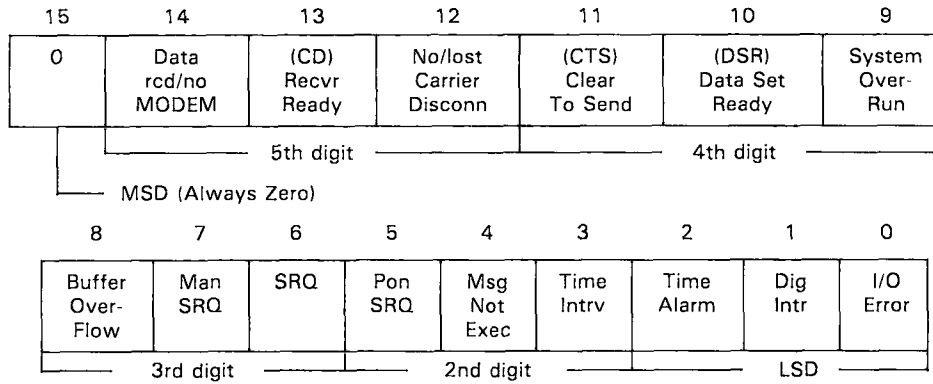 15 14 13 12 11 10 9
0 Data (CD) No/lost (CTS) (DSR) System
rcd/no Recvr Carrier Clear Data Set Over-
MODEM Ready Disconn To Send Ready Run
5th digit 4th digit
MSD (Always Zero)
8 7 6 5 4 3 2 1 0
Buffer Man SRQ Pon Msg Time Time Dig I/O
Over- SRQ SRQ Not Intrv Alarm Intr Error
Flow Exec
3rd digit 2nd digit LSD